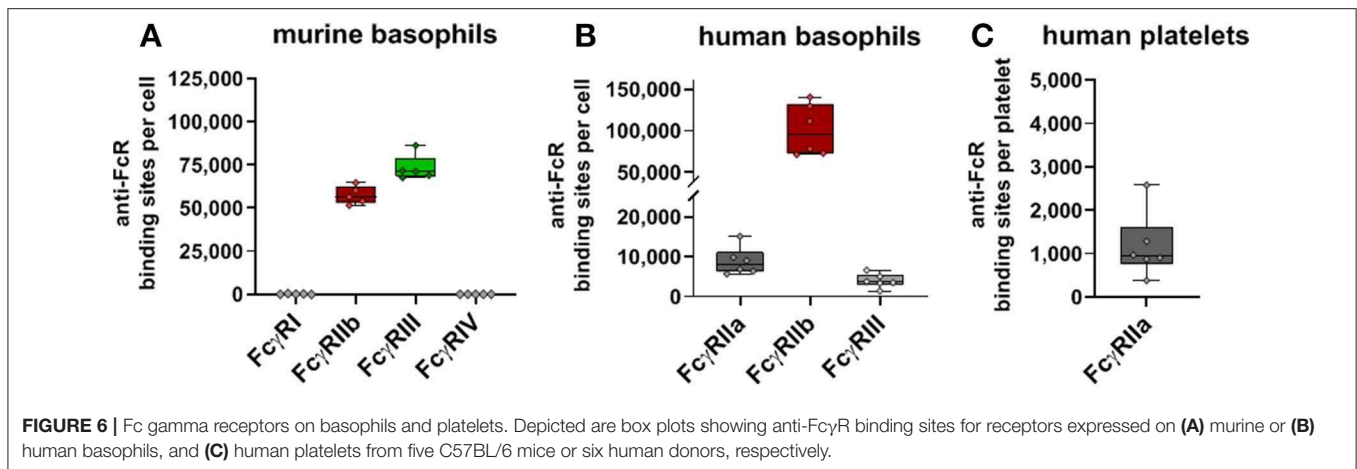 A murine basophils
anti-FcR
binding sites per cell
125,000
100,000
75,000
50,000
25,000
0
FcγRI
FcγRIIb
FcγRIII
FcγRIV
B human basophils
anti-FcR
binding sites per cell
150,000
100,000
50,000
20,000
10,000
0
FcγRIIa
FcγRIIb
FcγRIII
C human platelets
anti-FcR
binding sites per platelet
5,000
4,000
3,000
2,000
1,000
0
FcγRIIa
FIGURE 6 | Fc gamma receptors on basophils and platelets. Depicted are box plots showing anti-FcγR binding sites for receptors expressed on (A) murine or (B)
human basophils, and (C) human platelets from five C57BL/6 mice or six human donors, respectively.